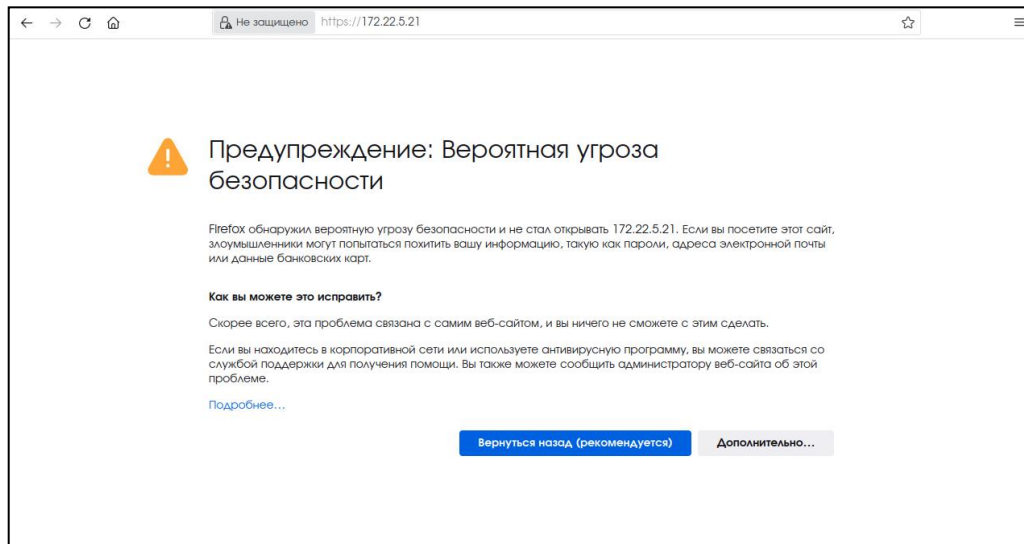 Не защищено https://172.22.5.21
Предупреждение: Вероятная угроза
безопасности
Firefox обнаружил вероятную угрозу безопасности и не стал открывать 172.22.5.21. Если вы посетите этот сайт,
злоумышленники могут попытаться похитить вашу информацию, такую как пароли, адреса электронной почты
или данные банковских карт.
Как вы можете это исправить?
Скорее всего, эта проблема связана с самим веб-сайтом, и вы ничего не сможете с этим сделать.
Если вы находитесь в корпоративной сети или используете антивирусную программу, вы можете связаться со
службой поддержки для получения помощи. Вы также можете сообщить администратору веб-сайта об этой
проблеме.
Подробнее…
Вернуться назад (рекомендуется) Дополнительно…